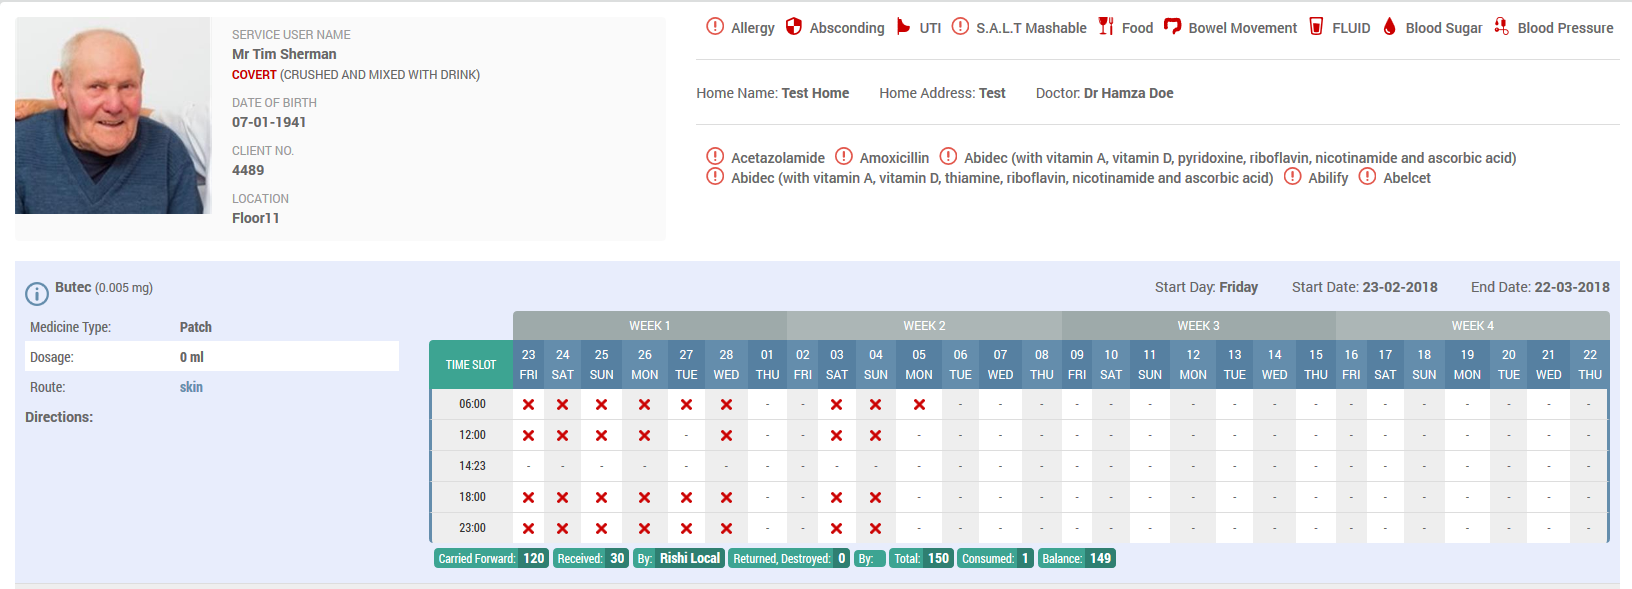 SERVICE USER NAME
Mr Tim Sherman
COVERT (CRUSHED AND MIXED WITH DRINK)
DATE OF BIRTH
07-01-1941
CLIENT NO.
4489
LOCATION
Floor11
Allergy Absconding UTI S.A.L.T Mashable Food Bowel Movement FLUID Blood Sugar Blood Pressure
Home Name: Test Home Home Address: Test Doctor: Dr Hamza Doe
Acetazolamide Amoxicillin Abidec (with vitamin A, vitamin D, pyridoxine, riboflavin, nicotinamide and ascorbic acid)
Abidec (with vitamin A, vitamin D, thiamine, riboflavin, nicotinamide and ascorbic acid) Abilify Abelcet
Butec (0.005 mg)
Start Day: Friday Start Date: 23-02-2018 End Date: 22-03-2018
Medicine Type: Patch
Dosage: 0 ml
Route: skin
Directions:
WEEK 1 WEEK 2 WEEK 3 WEEK 4
TIME SLOT
23 24 25 26 27 28 01 02 03 04 05 06 07 08 09 10 11 12 13 14 15 16 17 18 19 20 21 22
FRI SAT SUN MON TUE WED THU FRI SAT SUN MON TUE WED THU FRI SAT SUN MON TUE WED THU FRI SAT SUN MON TUE WED THU
06:00 - - - - - - - - - - - - - - - - - - -
12:00 - - - - - - - - - - - - - - - - - - - - -
14:23 - - - - - - - - - - - - - - - - - - - - - - - - - - - -
18:00 - - - - - - - - - - - - - - - - - - - -
23:00 - - - - - - - - - - - - - - - - - - - -
Carried Forward: 120 Received: 30 By: Rishi Local Returned, Destroyed: 0 By: Total: 150 Consumed: 1 Balance: 149